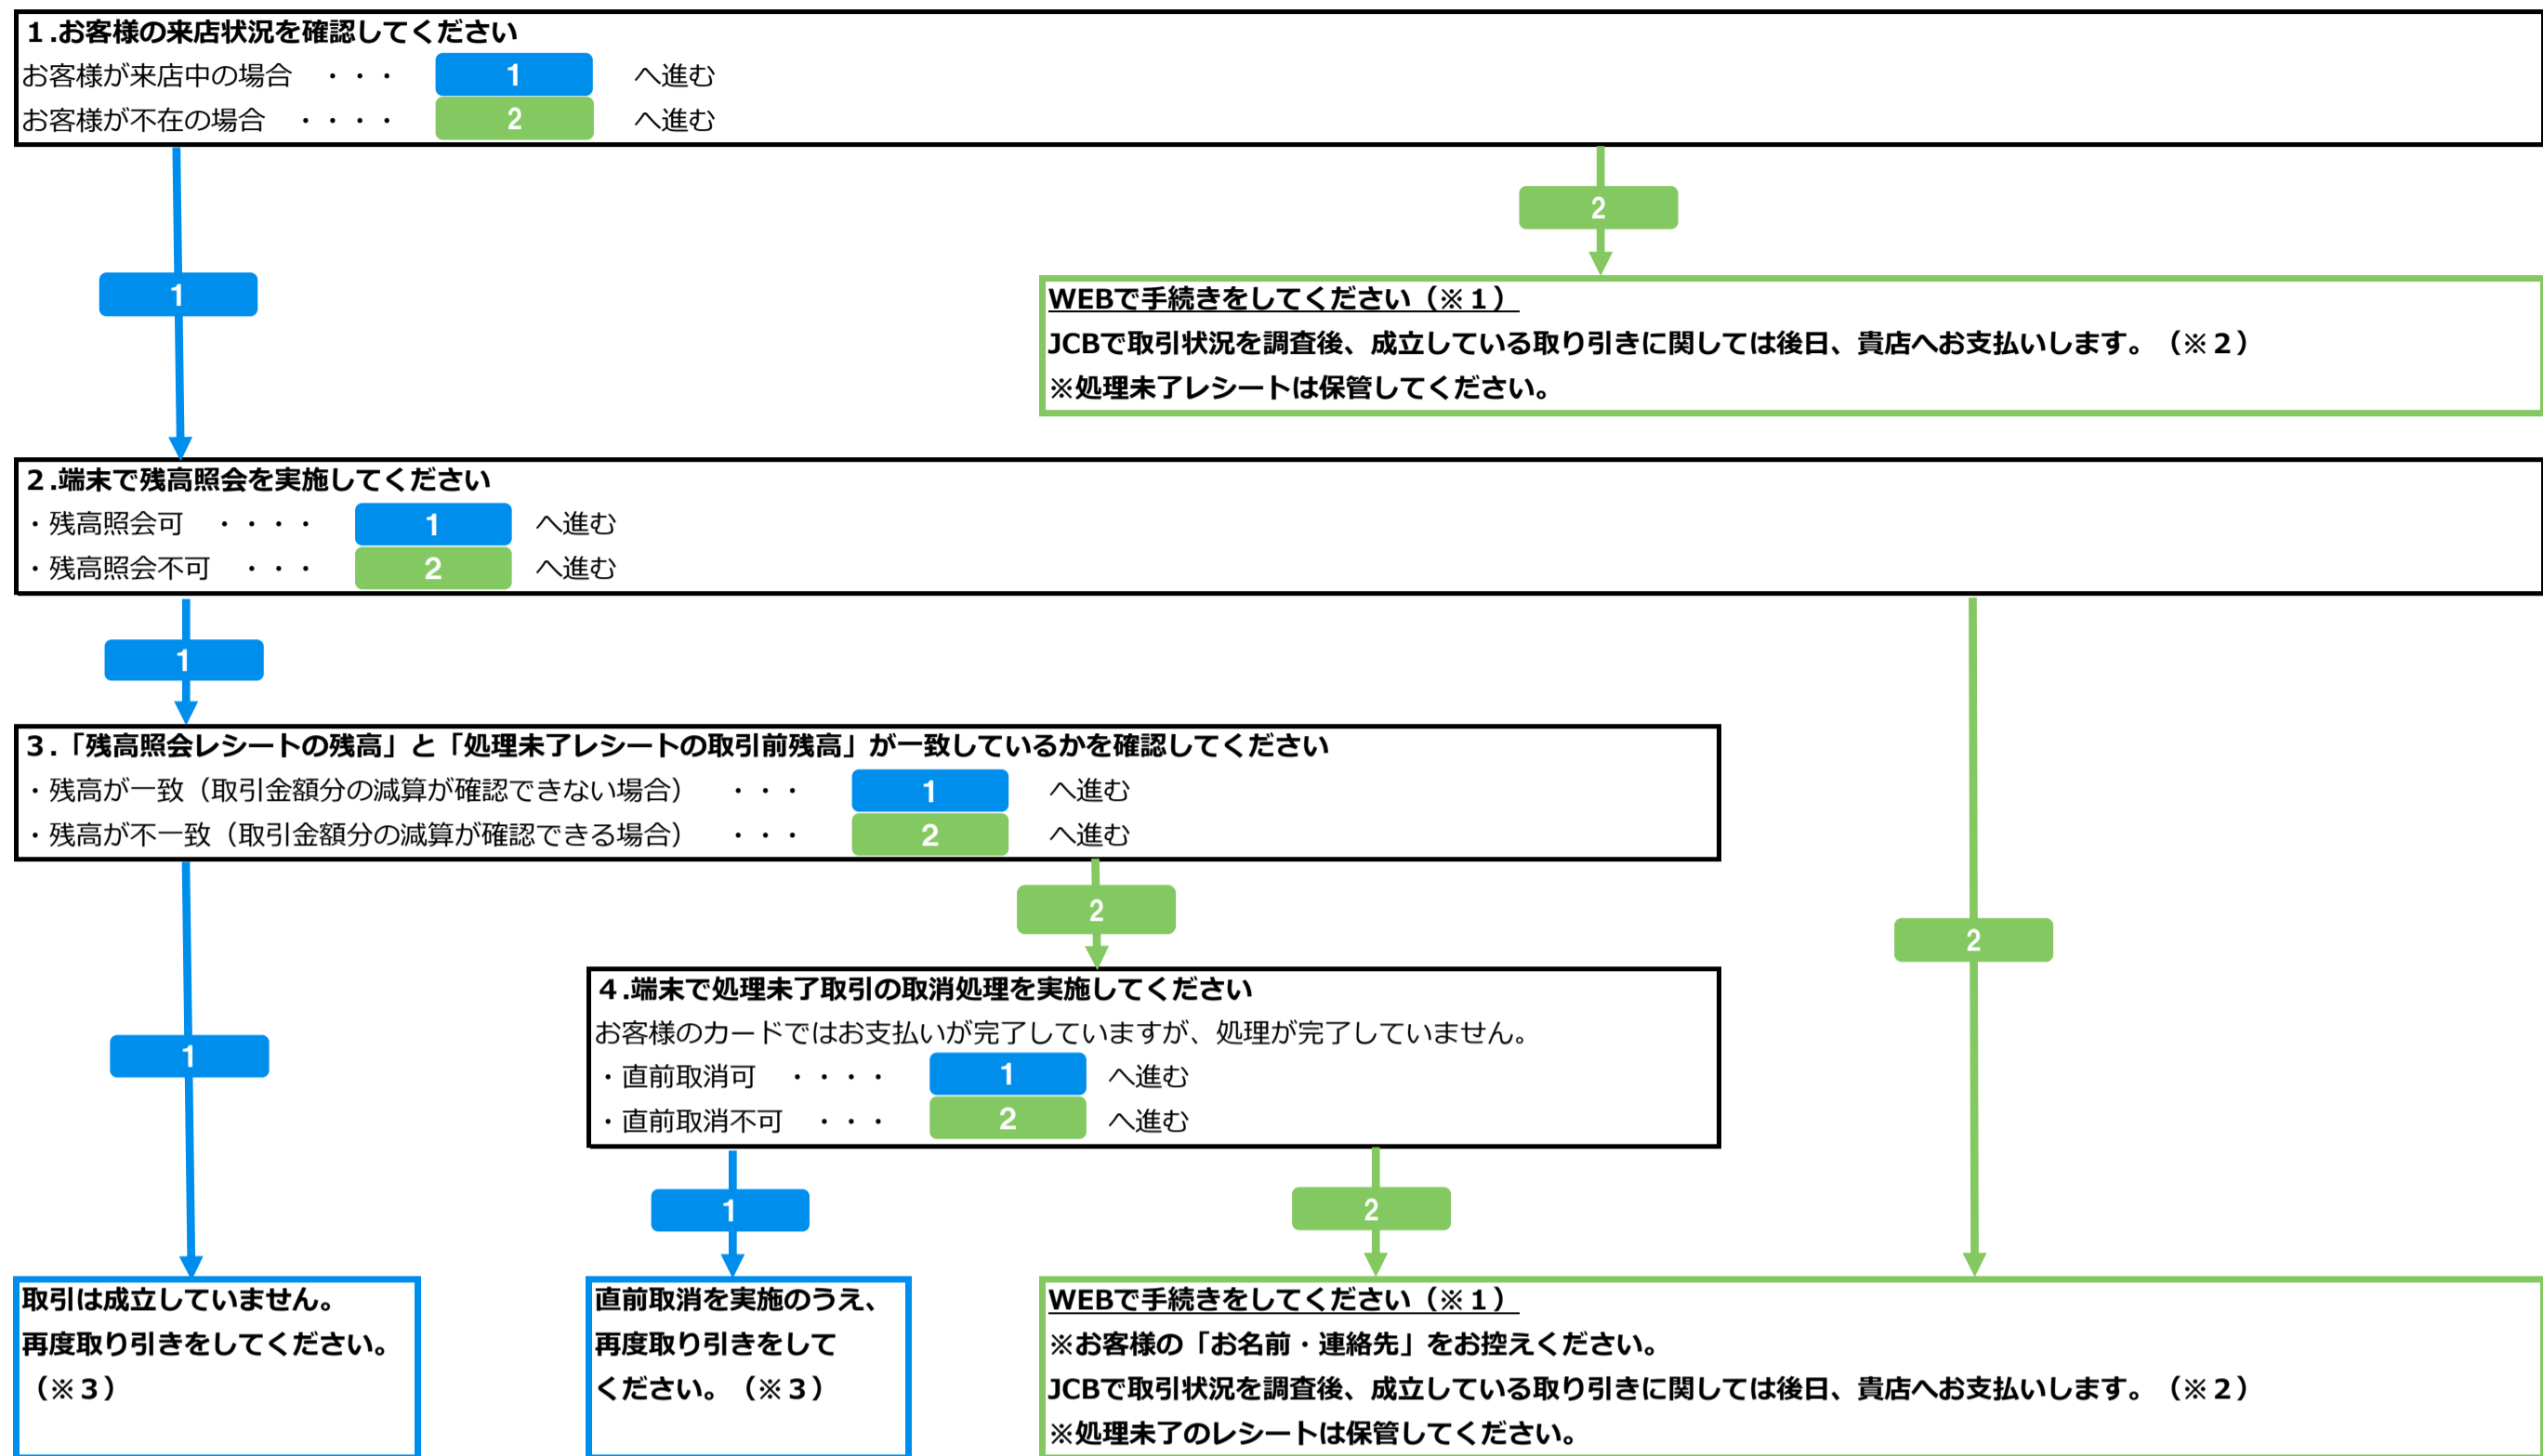 １.お客様の来店状況を確認してください
お客様が来店中の場合　・・・　1　へ進む
お客様が不在の場合　・・・・　2　へ進む
2
1
WEBで手続きをしてください（※１）
JCBで取引状況を調査後、成立している取り引きに関しては後日、貴店へお支払いします。（※２）
※処理未了レシートは保管してください。
２.端末で残高照会を実施してください
・残高照会可　・・・・　1　へ進む
・残高照会不可　・・・　2　へ進む
1
３.「残高照会レシートの残高」と「処理未了レシートの取引前残高」が一致しているかを確認してください
・残高が一致（取引金額分の減算が確認できない場合）　・・・　1　へ進む
・残高が不一致（取引金額分の減算が確認できる場合）　・・・　2　へ進む
2
2
４.端末で処理未了取引の取消処理を実施してください
お客様のカードではお支払いが完了していますが、処理が完了していません。
・直前取消可　・・・・　1　へ進む
・直前取消不可　・・・　2　へ進む
1
1
2
取引は成立していません。
再度取り引きをしてください。
（※３）
直前取消を実施のうえ、
再度取り引きをして
ください。（※３）
WEBで手続きをしてください（※１）
※お客様の「お名前・連絡先」をお控えください。
JCBで取引状況を調査後、成立している取り引きに関しては後日、貴店へお支払いします。（※２）
※処理未了のレシートは保管してください。